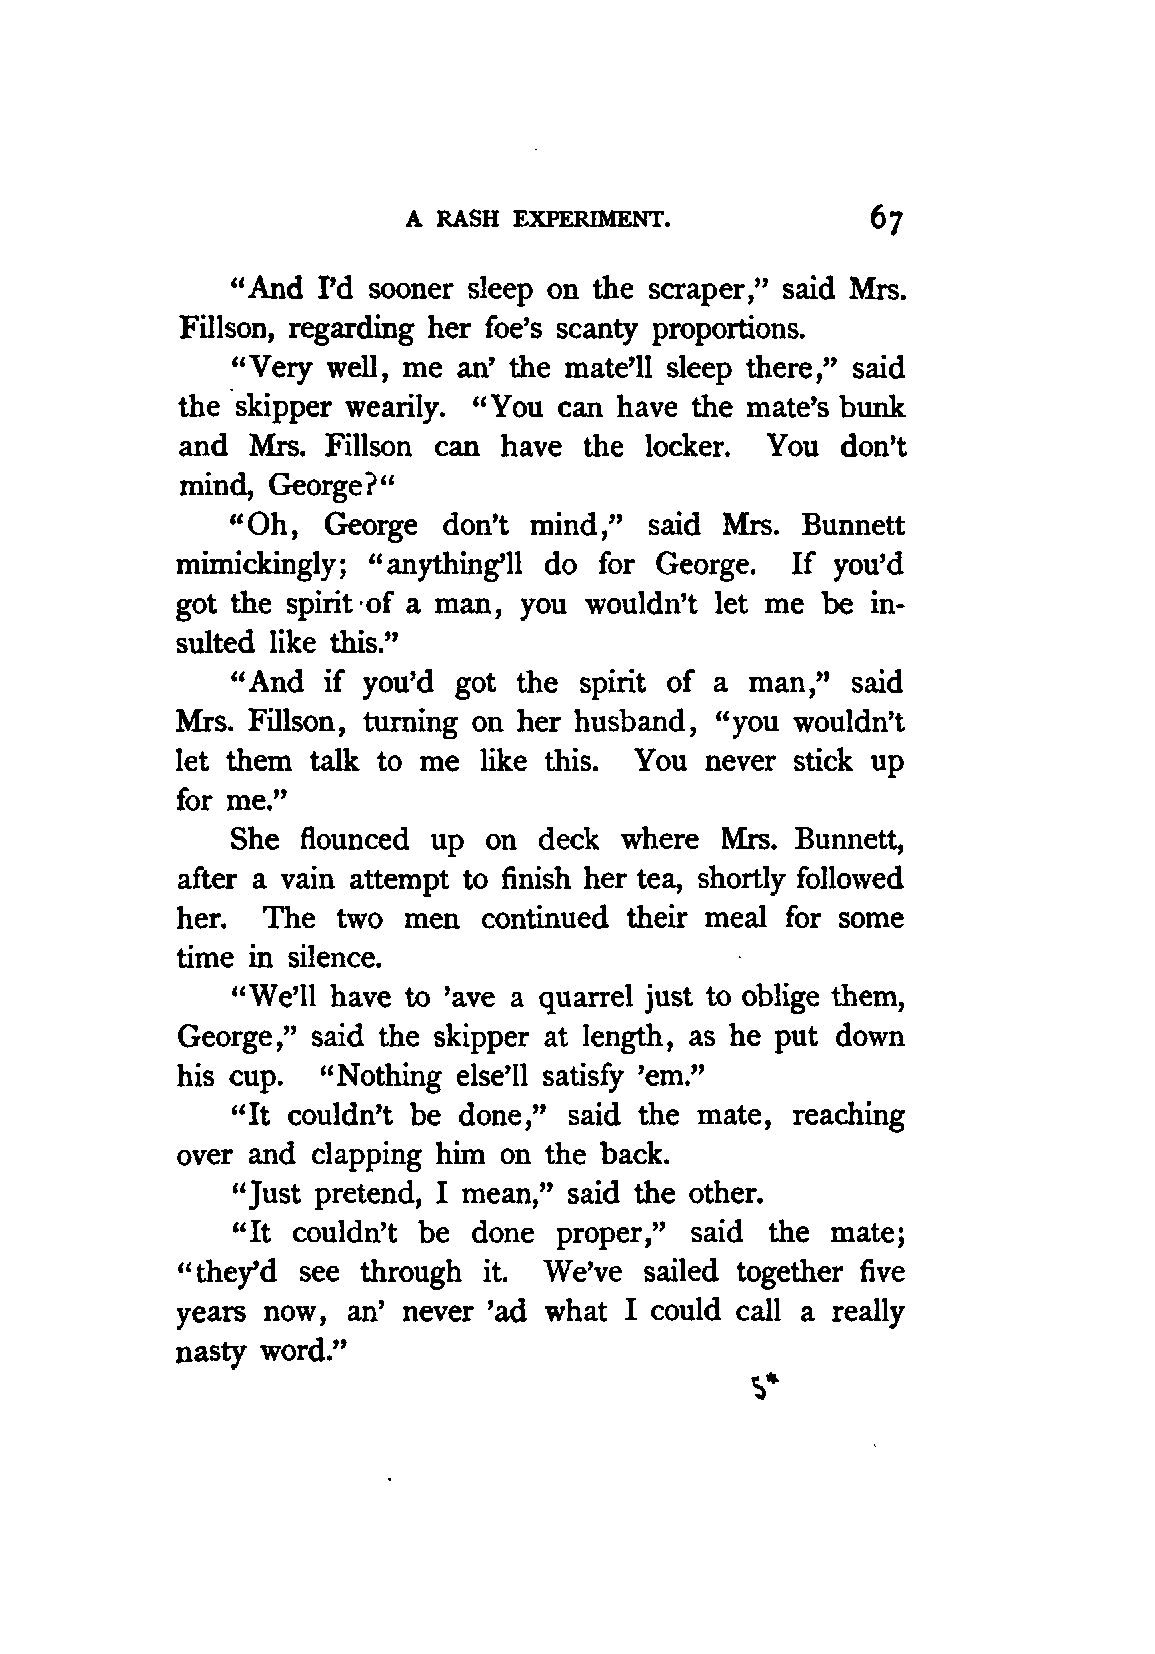 A RASH EXPERIMENT. 67
“And I’d sooner sleep on the scraper,” said Mrs.
Fillson, regarding her foe’s scanty proportions.
“Very well, me an’ the mate’ll sleep there,” said
the skipper wearily. “You can have the mate’s bunk
and Mrs. Fillson can have the locker. You don’t
mind, George?“
“Oh, George don’t mind,” said Mrs. Bunnett
mimickingly; “anything’ll do for George. If you’d
got the spirit of a man, you wouldn’t let me be in-
sulted like this.”
“And if you’d got the spirit of a man,” said
Mrs. Fillson, turning on her husband, “you wouldn’t
let them talk to me like this. You never stick up
for me.”
She flounced up on deck where Mrs. Bunnett,
after a vain attempt to finish her tea, shortly followed
her. The two men continued their meal for some
time in silence.
“We’ll have to ’ave a quarrel just to oblige them,
George,” said the skipper at length, as he put down
his cup. “Nothing else’ll satisfy ’em.”
“It couldn’t be done,” said the mate, reaching
over and clapping him on the back.
“Just pretend, I mean,” said the other.
“It couldn’t be done proper,” said the mate;
“they’d see through it. We’ve sailed together five
years now, an’ never ’ad what I could call a really
nasty word.”
5*